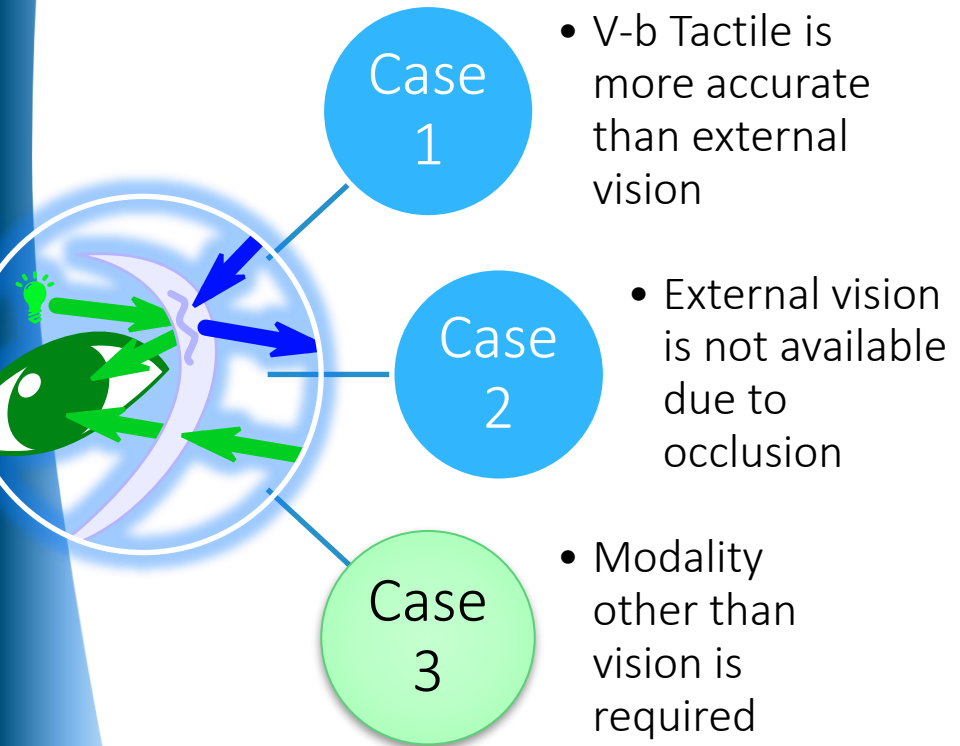 Case
1
• V-b Tactile is
more accurate
than external
vision
Case
2
• External vision
is not available
due to
occlusion
Case
3
• Modality
other than
vision is
required